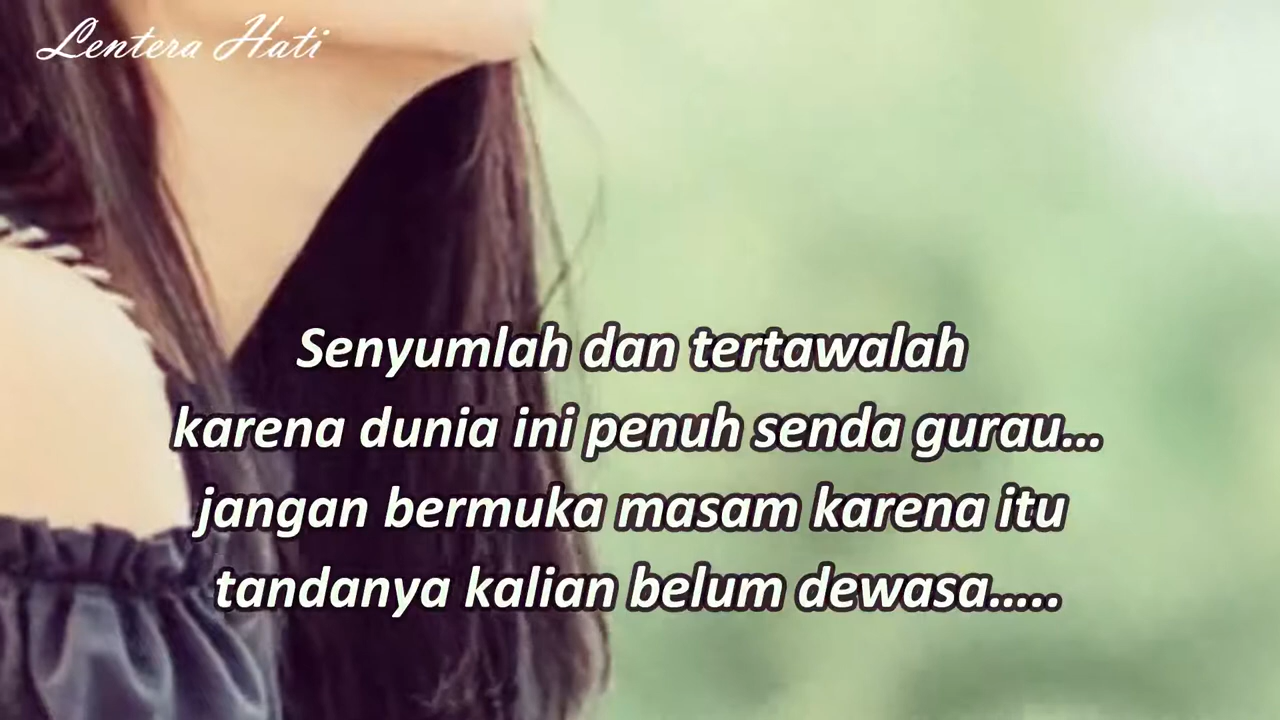 Lentera Hati
Senyumlah dan tertawalah
karena dunia ini penuh senda gurau...
jangan bermuka masam karena itu
tandanya kalian belum dewasa.....